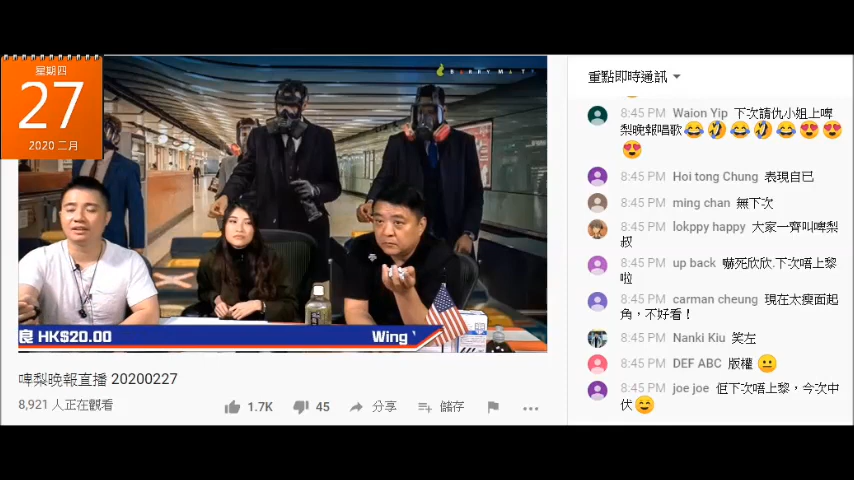 星期四
27
2020 二月
BARRY MA TI
良 HK$20.00
Wing
啤梨晚報直播 20200227
8,921 人正在觀看
1.7K
45
分享
儲存
重點即時通訊
8:45 PM Waion Yip 下次請仇小姐上啤
梨晚報唱歌😂🤣😂🤣😂😍😍
😍
8:45 PM Hoi tong Chung 表現自已
8:45 PM ming chan 無下次
8:45 PM lokppy happy 大家一齊叫啤梨
叔
8:45 PM up back 嚇死欣欣.下次唔上黎
啦
8:45 PM carman cheung 現在太瘦面起
角，不好看！
8:45 PM Nanki Kiu 笑左
8:45 PM DEF ABC 版權 😐
8:45 PM joe joe 佢下次唔上黎，今次中
伏😄